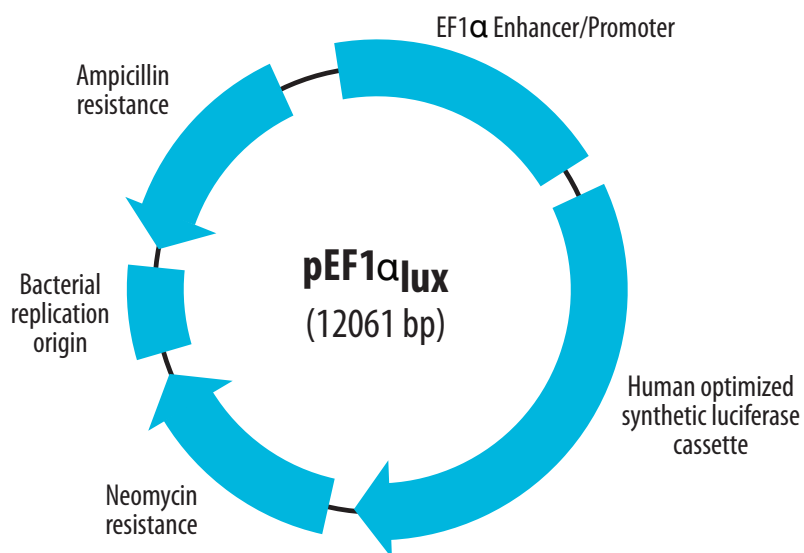 EF1α Enhancer/Promoter
Ampicillin
resistance
pEF1αlux
(12061 bp)
Bacterial
replication
origin
Human optimized
synthetic luciferase
cassette
Neomycin
resistance